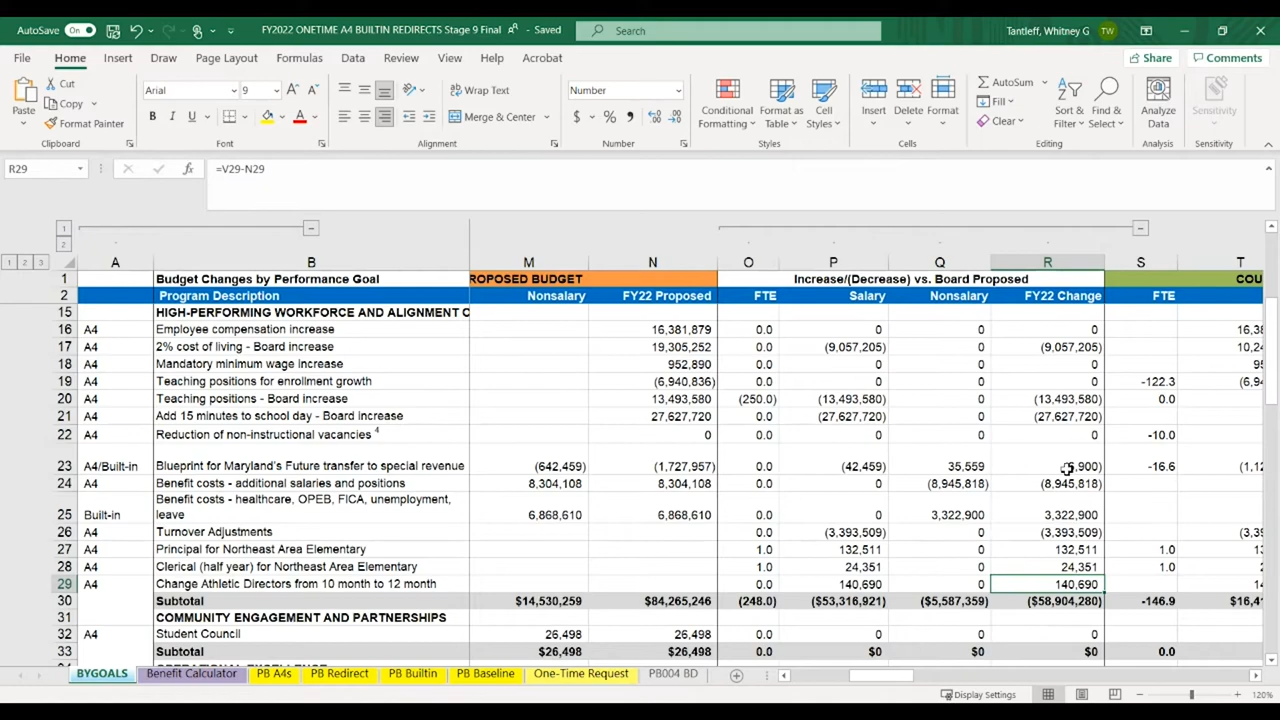 AutoSave On FY2022 ONETIME A4 BUILTIN REDIRECTS Stage 9 Final - Saved Search Tantleff, Whitney G TW
File Home Insert Draw Page Layout Formulas Data Review View Help Acrobat Share Comments
Paste Cut Copy Format Painter Clipboard
Arial 9 B I U Font
Wrap Text Merge & Center Alignment
Number $ % Number
Conditional Formatting Format as Table Cell Styles Styles
Insert Delete Format Cells
AutoSum Fill Clear Sort & Filter Find & Select Editing
Analyze Data Analysis
Sensitivity Sensitivity
R29 fx =V29-N29
1
2
1 2 3 A B M N O P Q R S T
1 Budget Changes by Performance Goal ROPOSED BUDGET Increase/(Decrease) vs. Board Proposed COU
2 Program Description Nonsalary FY22 Proposed FTE Salary Nonsalary FY22 Change FTE
15 HIGH-PERFORMING WORKFORCE AND ALIGNMENT
16 A4 Employee compensation increase 16,381,879 0.0 0 0 0 16,38
17 A4 2% cost of living - Board increase 19,305,252 0.0 (9,057,205) 0 (9,057,205) 10,24
18 A4 Mandatory minimum wage increase 952,890 0.0 0 0 0 95
19 A4 Teaching positions for enrollment growth (6,940,836) 0.0 0 0 0 -122.3 (6,94
20 A4 Teaching positions - Board increase 13,493,580 (250.0) (13,493,580) 0 (13,493,580) 0.0
21 A4 Add 15 minutes to school day - Board increase 27,627,710 0.0 (27,627,710) 0 (27,627,710)
22 A4 Reduction of non-instructional vacancies 4 0 0.0 0 0 0 -10.0
23 A4/Built-in Blueprint for Maryland's Future transfer to special revenue (642,459) (1,727,957) 0.0 (42,459) 35,559 ,900) -16.6 (1,12
24 A4 Benefit costs - additional salaries and positions 8,304,108 8,304,108 0.0 0 (8,945,818) (8,945,818)
25 Built-in Benefit costs - healthcare, OPEB, FICA, unemployment, leave 6,868,610 6,868,610 0.0 0 3,322,900 3,322,900
26 A4 Turnover Adjustments 0.0 (3,393,509) 0 (3,393,509) (3,39
27 A4 Principal for Northeast Area Elementary 1.0 132,511 0 132,511 1.0 13
28 A4 Clerical (half year) for Northeast Area Elementary 1.0 24,351 0 24,351 1.0 2
29 A4 Change Athletic Directors from 10 month to 12 month 0.0 140,690 0 140,690 14
30 Subtotal $14,530,259 $84,265,246 (248.0) ($53,316,921) ($5,587,359) ($58,904,280) -146.9 $16,4
31 COMMUNITY ENGAGEMENT AND PARTNERSHIPS
32 A4 Student Council 26,498 26,498 0.0 0 0 0
33 Subtotal $26,498 $26,498 0.0 $0 $0 $0 0.0
BYGOALS Benefit Calculator PB A4s PB Redirect PB Builtin PB Baseline One-Time Request PB004 BD
Display Settings 120%